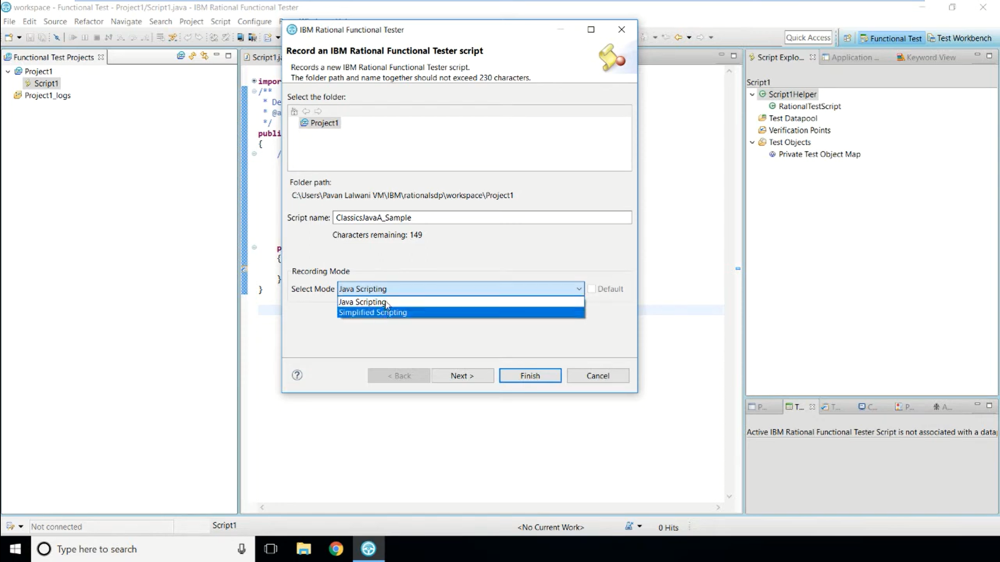 workspace - Functional Test - Project1/Script1.java - IBM Rational Functional Tester
File Edit Source Refactor Navigate Search Project Script Configure
Quick Access
Functional Test
Test Workbench
Functional Test Projects
Project1
Script1
Project1_logs
Script1.ja
impor
/**
* De
* @a
*/
publi
{
/
p
{
}
}
IBM Rational Functional Tester
Record an IBM Rational Functional Tester script
Records a new IBM Rational Functional Tester script.
The folder path and name together should not exceed 230 characters.
Select the folder:
Project1
Folder path:
C:\Users\Pavan Lalwani VM\IBM\rationalsdp\workspace\Project1
Script name: ClassicsJavaA_Sample
Characters remaining: 149
Recording Mode
Select Mode Java Scripting
Default
Java Scripting
Simplified Scripting
< Back
Next >
Finish
Cancel
Script Explo...
Application ...
Keyword View
Script1
Script1Helper
RationalTestScript
Test Datapool
Verification Points
Test Objects
Private Test Object Map
P...
T...
T...
C...
P...
A...
Active IBM Rational Functional Tester Script is not associated with a data
Not connected
Script1
<No Current Work>
0 Hits
Type here to search